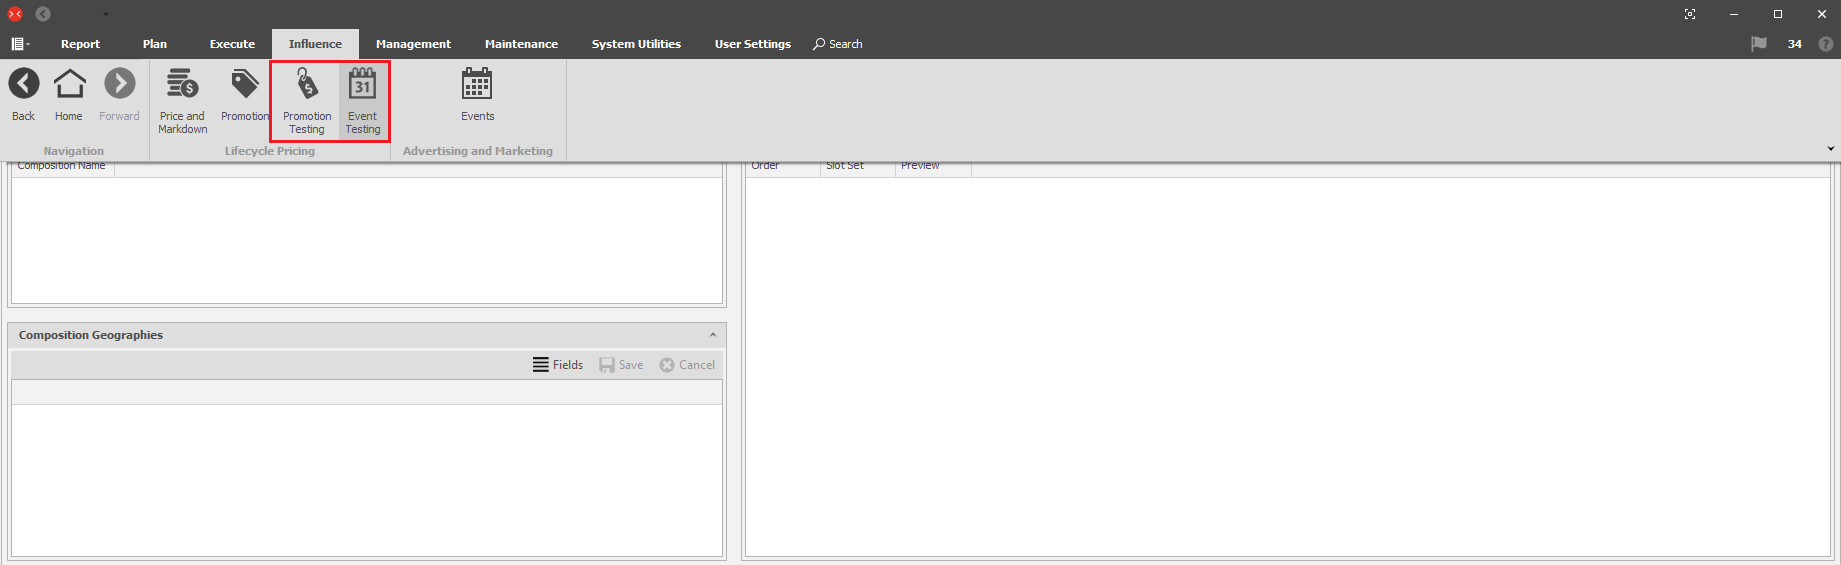 Report Plan Execute Influence Management Maintenance System Utilities User Settings Search 34 ?
Back Home Forward Price and Markdown Promotion Promotion Testing 31 Event Testing Events
Navigation Lifecycle Pricing Advertising and Marketing
Composition Name Order Slot Set Preview
Composition Geographies
Fields Save Cancel